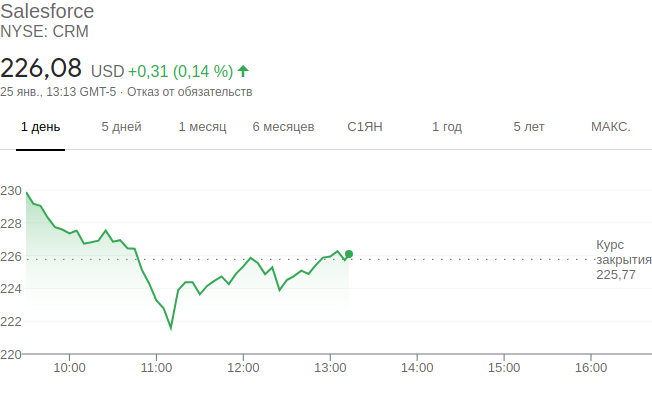 Salesforce
NYSE: CRM
226,08 USD +0,31 (0,14 %)
25 янв., 13:13 GMT-5 · Отказ от обязательств
1 день 5 дней 1 месяц 6 месяцев С1ЯН 1 год 5 лет МАКС.
230
228
226
224
222
220
Курс
закрытия
225,77
10:00 11:00 12:00 13:00 14:00 15:00 16:00